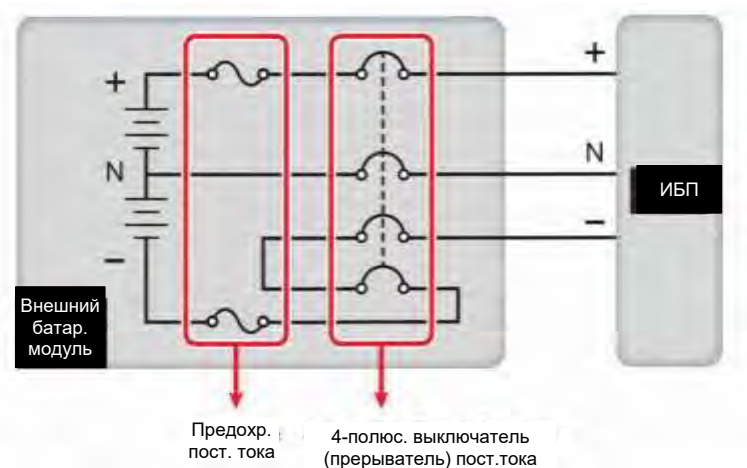 +
+
N
N
ИБП
–
–
Внешний
батар.
модуль
Предохр.
пост. тока
4-полюс. выключатель
(прерыватель) пост.тока